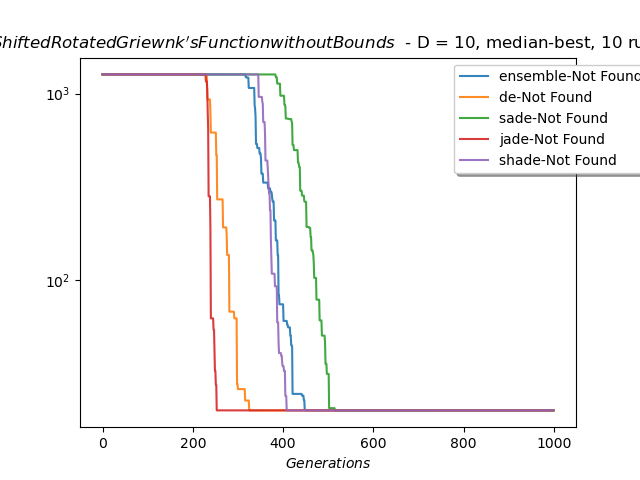 ShiftedRotatedGriewnk'sFunctionwithoutBounds - D = 10, median-best, 10 ru
ensemble-Not Found
de-Not Found
sade-Not Found
jade-Not Found
shade-Not Found
10³
10²
0 200 400 600 800 1000
Generations